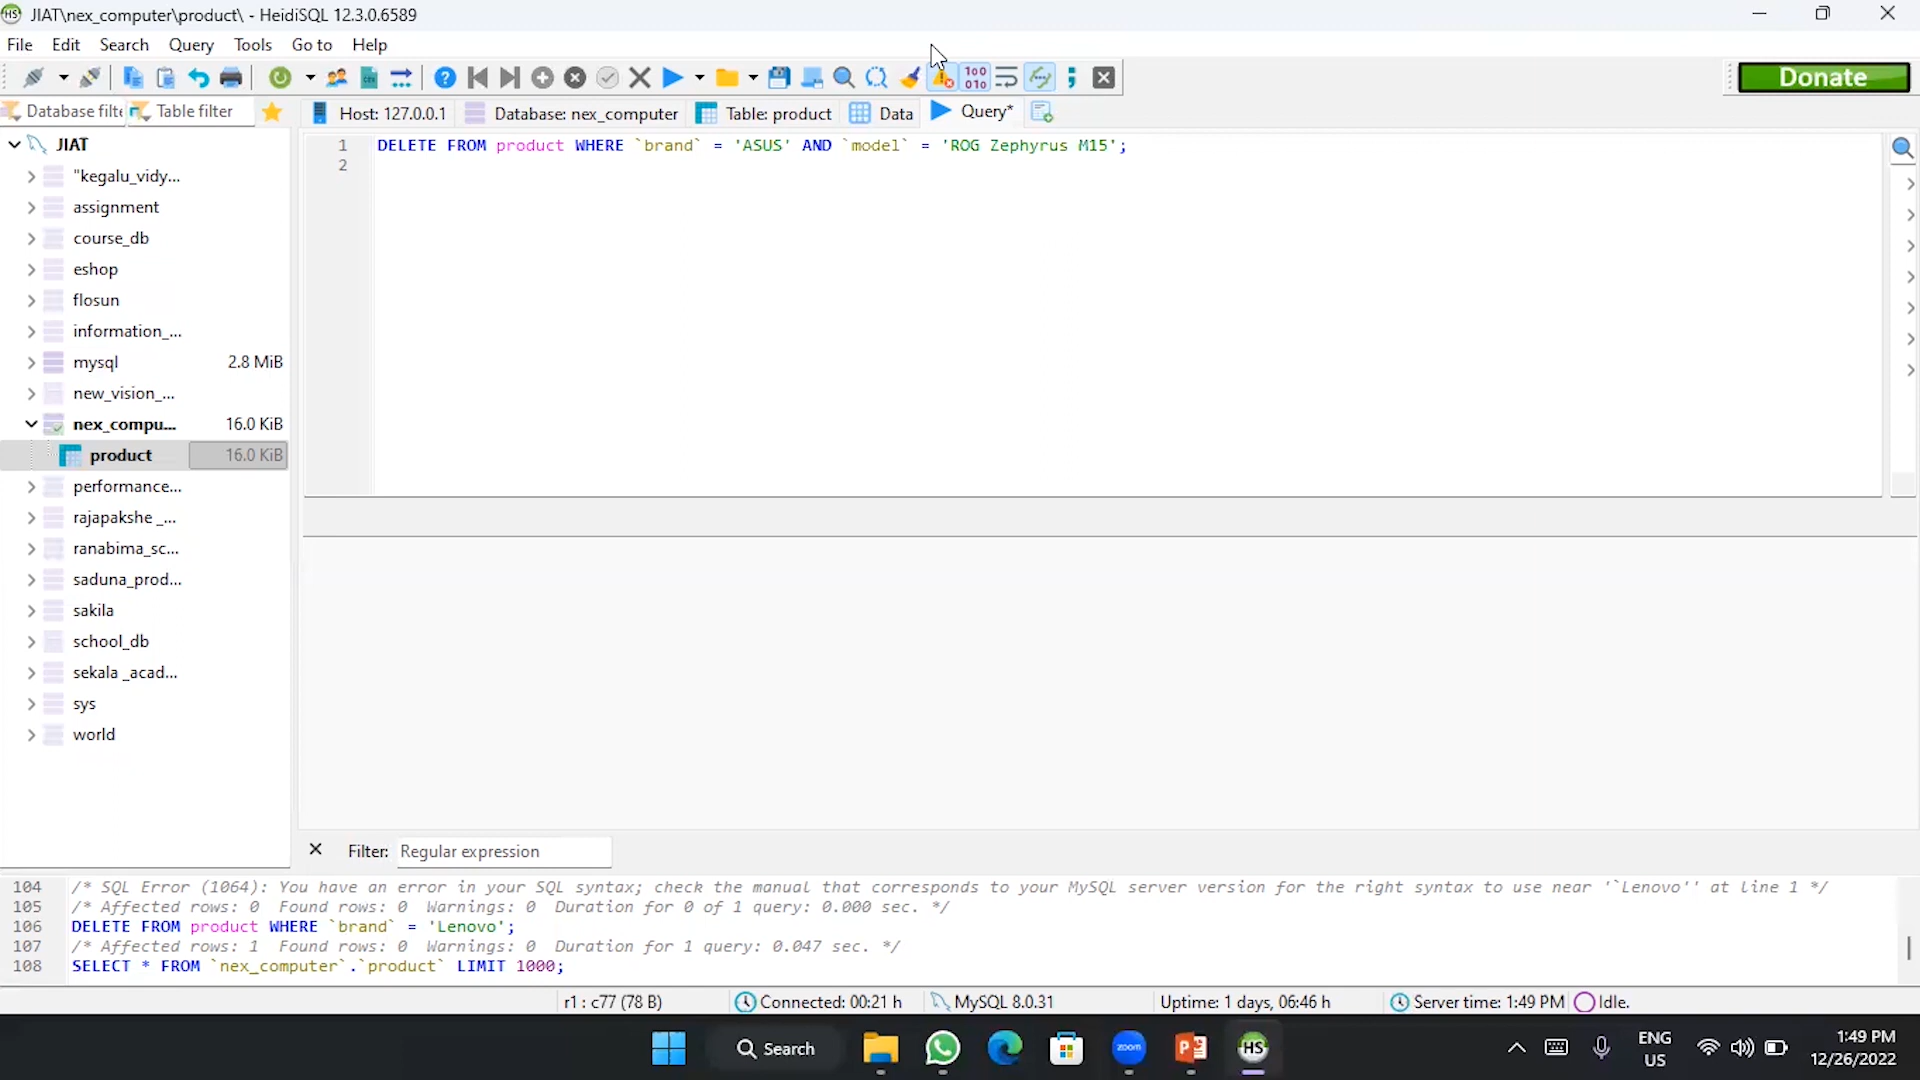 JIAT\nex_computer\product\ - HeidiSQL 12.3.0.6589
File Edit Search Query Tools Go to Help
Donate
Database filte Table filter Host: 127.0.0.1 Database: nex_computer Table: product Data Query*
JIAT
"kegalu_vidy...
assignment
course_db
eshop
flosun
information_...
mysql 2.8 MiB
new_vision_...
nex_compu... 16.0 KiB
product 16.0 KiB
performance...
rajapakshe _...
ranabima_sc...
saduna_prod...
sakila
school_db
sekala _acad...
sys
world
1 DELETE FROM product WHERE `brand` = 'ASUS' AND `model` = 'ROG Zephyrus M15';
2
Filter: Regular expression
104 /* SQL Error (1064): You have an error in your SQL syntax; check the manual that corresponds to your MySQL server version for the right syntax to use near '`Lenovo'' at line 1 */
105 /* Affected rows: 0 Found rows: 0 Warnings: 0 Duration for 0 of 1 query: 0.000 sec. */
106 DELETE FROM product WHERE `brand` = 'Lenovo';
107 /* Affected rows: 1 Found rows: 0 Warnings: 0 Duration for 1 query: 0.047 sec. */
108 SELECT * FROM `nex_computer`.`product` LIMIT 1000;
r1 : c77 (78 B) Connected: 00:21 h MySQL 8.0.31 Uptime: 1 days, 06:46 h Server time: 1:49 PM Idle.
Search zoom HS ENG US 1:49 PM 12/26/2022